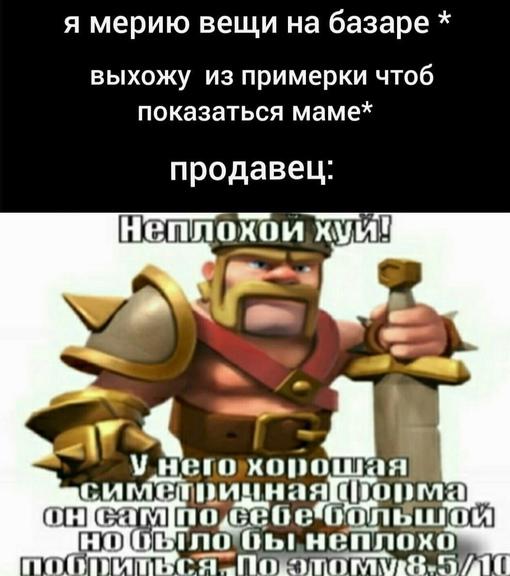 я мерию вещи на базаре *
выхожу из примерки чтоб
показаться маме*
продавец:
Неплохой хуй!
У него хорошая
симметричная форма
он сам по себе большой
но было бы неплохо
побриться. По этому 8.5/10